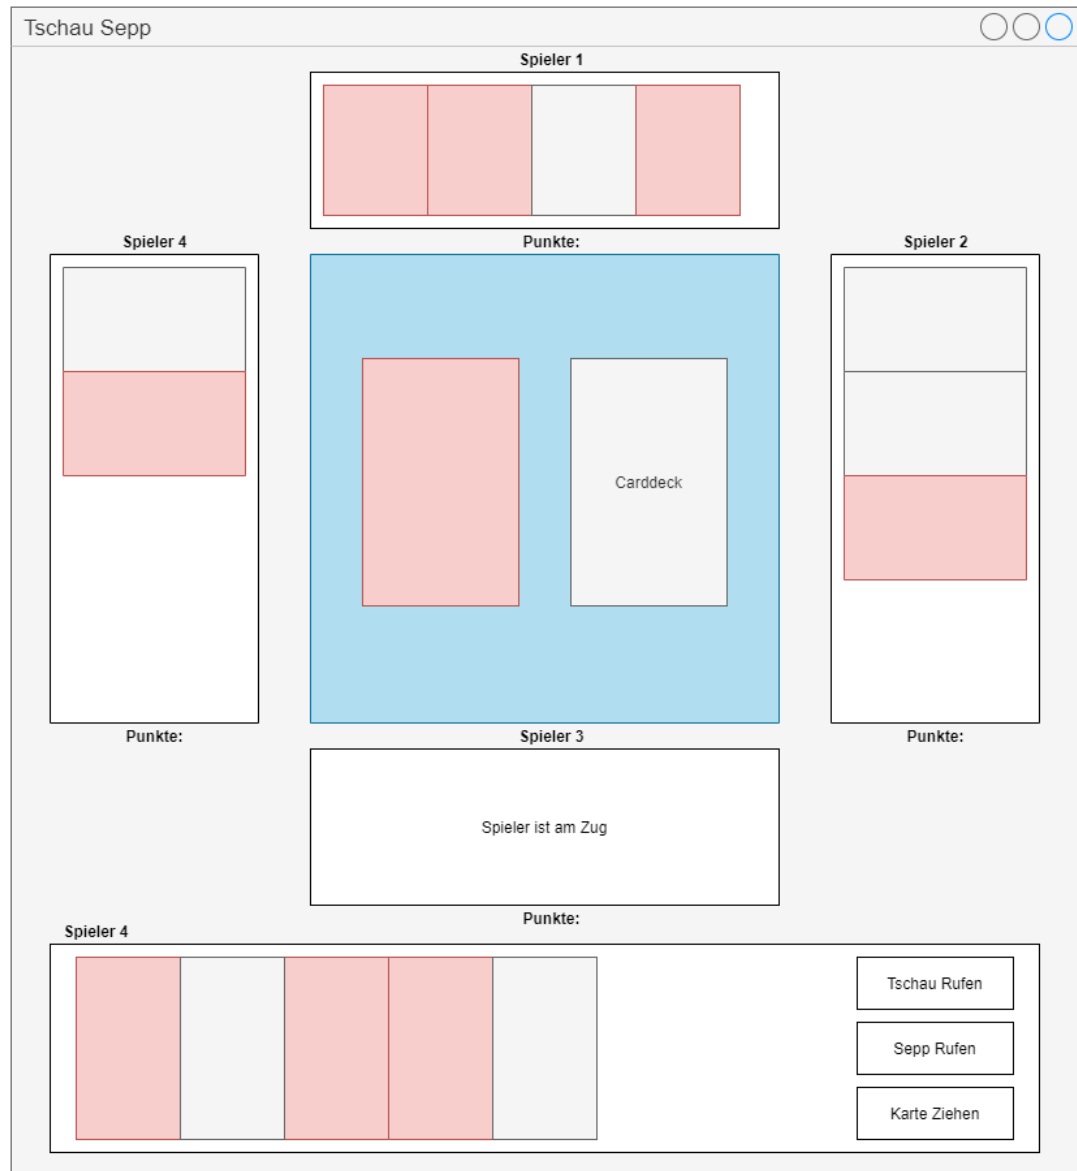 Tschau Sepp
Spieler 1
Punkte:
Spieler 4
Punkte:
Carddeck
Spieler 2
Punkte:
Spieler 3
Spieler ist am Zug
Punkte:
Spieler 4
Tschau Rufen
Sepp Rufen
Karte Ziehen